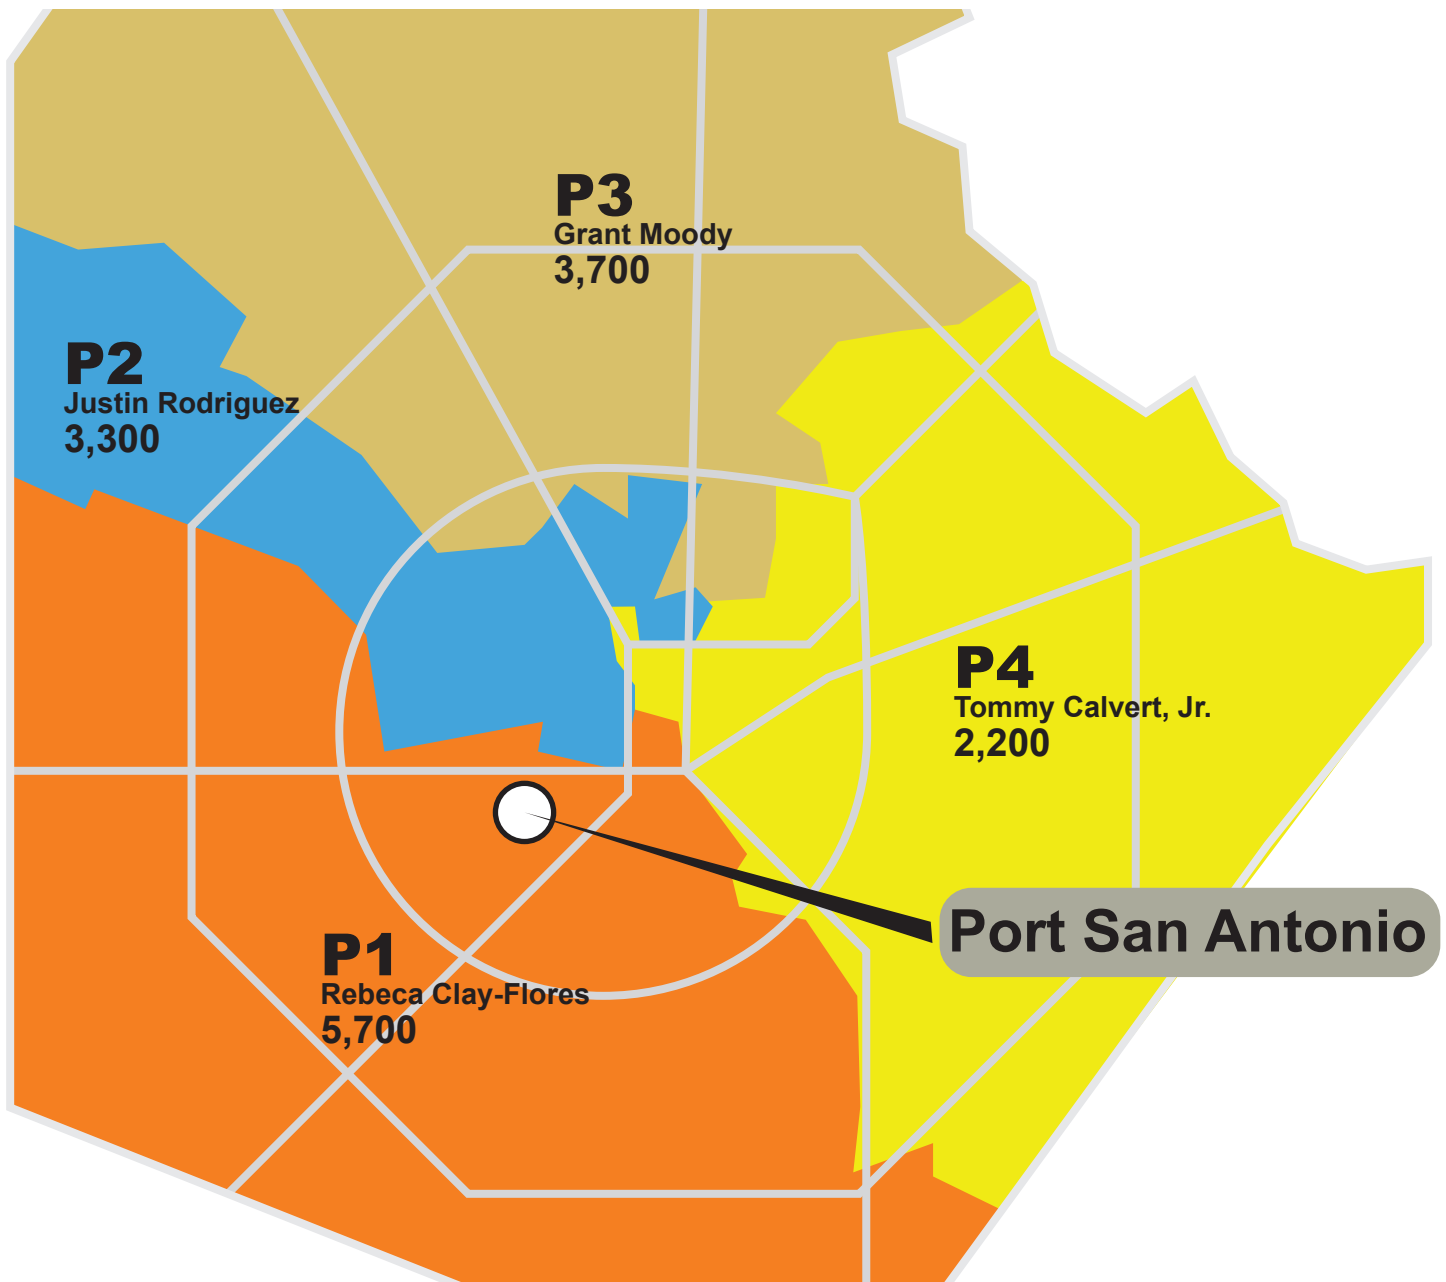 P3
Grant Moody
3,700
P2
Justin Rodriguez
3,300
P4
Tommy Calvert, Jr.
2,200
Port San Antonio
P1
Rebeca Clay-Flores
5,700